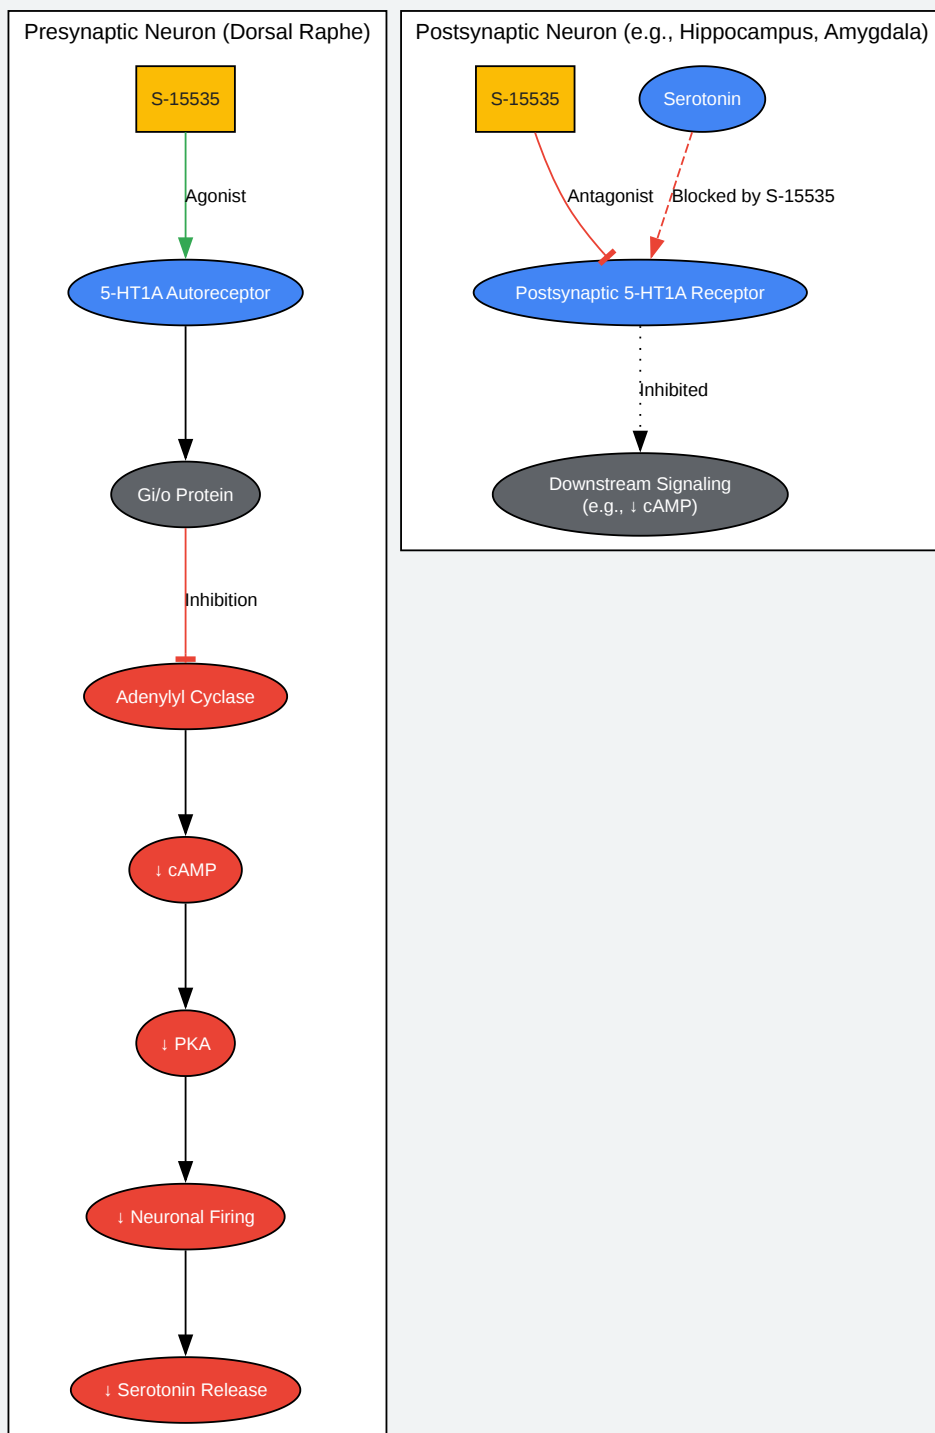 Presynaptic Neuron (Dorsal Raphe)
S-15535
Agonist
5-HT1A Autoreceptor
Gi/o Protein
Inhibition
Adenylyl Cyclase
↓ cAMP
↓ PKA
↓ Neuronal Firing
↓ Serotonin Release
Postsynaptic Neuron (e.g., Hippocampus, Amygdala)
S-15535
Serotonin
Antagonist
Blocked by S-15535
Postsynaptic 5-HT1A Receptor
Inhibited
Downstream Signaling
(e.g., ↓ cAMP)